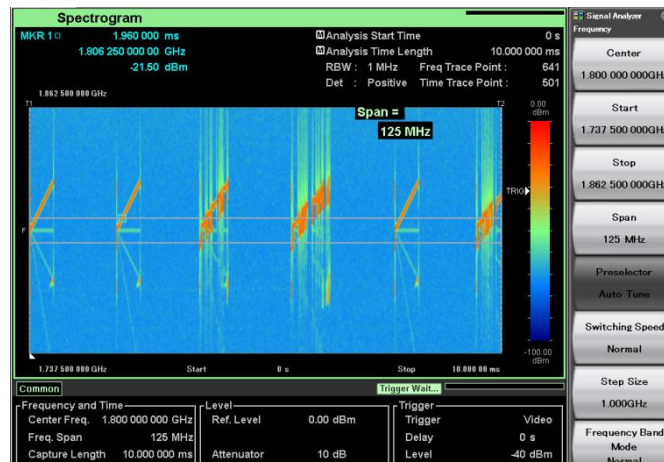 Spectrogram
MKR 1 1.960 000 ms
1.806 250 000 00 GHz
-21.50 dBm
M Analysis Start Time 0 s
M Analysis Time Length 10.000 000 ms
RBW : 1 MHz Freq Trace Point : 641
Det : Positive Time Trace Point : 501
1.862 500 000 GHz
T1
T2
Span =
125 MHz
0.00
dBm
TRIG
F
-100.00
dBm
1.737 500 000 GHz Start 0 s Stop 10.000 00 ms
Common
Trigger Wait...
Frequency and Time
Center Freq. 1.800 000 000 GHz
Freq. Span 125 MHz
Capture Length 10.000 000 ms
Level
Ref. Level 0.00 dBm
Attenuator 10 dB
Trigger
Trigger Video
Delay 0 s
Level -40 dBm
Signal Analyzer
Frequency
Center
1.800 000 000GHz
Start
1.737 500 000GHz
Stop
1.862 500 000GHz
Span
125 MHz
Preselector
Auto Tune
Switching Speed
Normal
Step Size
1.000GHz
Frequency Band
Mode
Normal